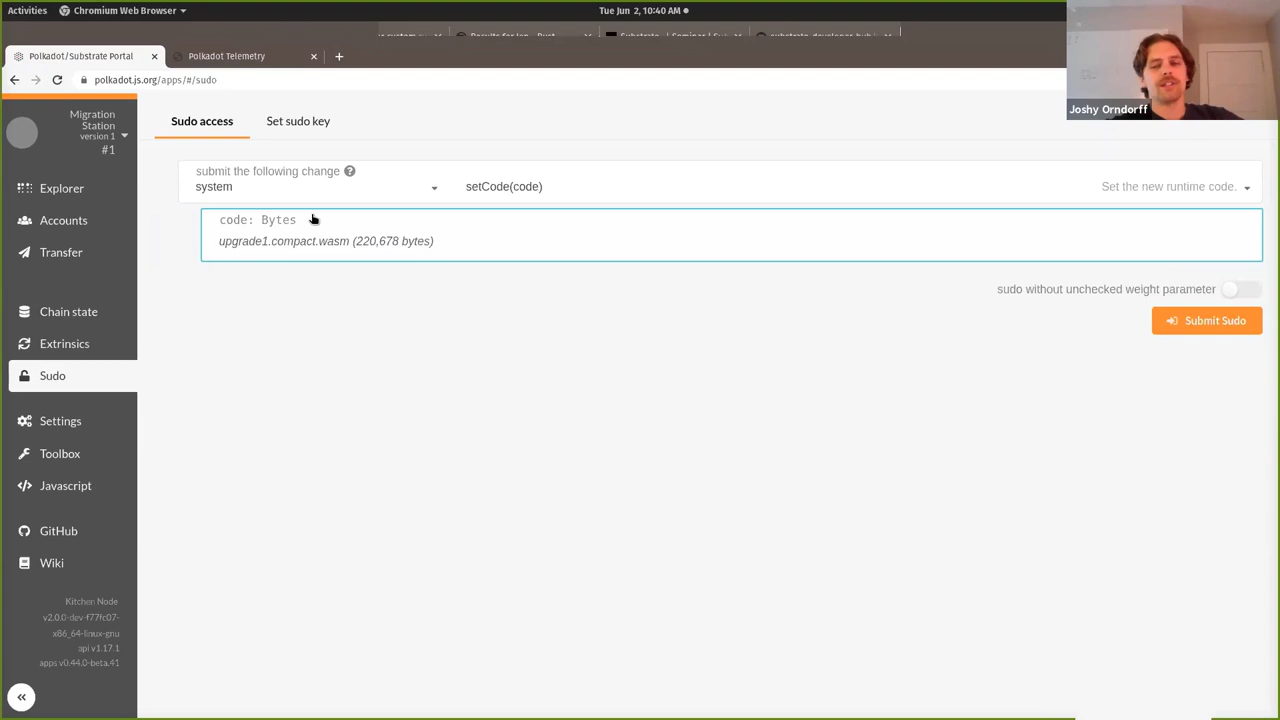 Activities
Chromium Web Browser
Tue Jun 2, 10:40 AM
Polkadot/Substrate Portal
Polkadot Telemetry
polkadot.js.org/apps/#/sudo
Joshy Orndorff
Migration
Station
version 1
#1
Sudo access
Set sudo key
submit the following change
system
setCode(code)
Set the new runtime code.
code: Bytes
upgrade1.compact.wasm (220,678 bytes)
sudo without unchecked weight parameter
Submit Sudo
Explorer
Accounts
Transfer
Chain state
Extrinsics
Sudo
Settings
Toolbox
Javascript
GitHub
Wiki
Kitchen Node
v2.0.0-dev-f77fc07-
x86_64-linux-gnu
api v1.17.1
apps v0.44.0-beta.41